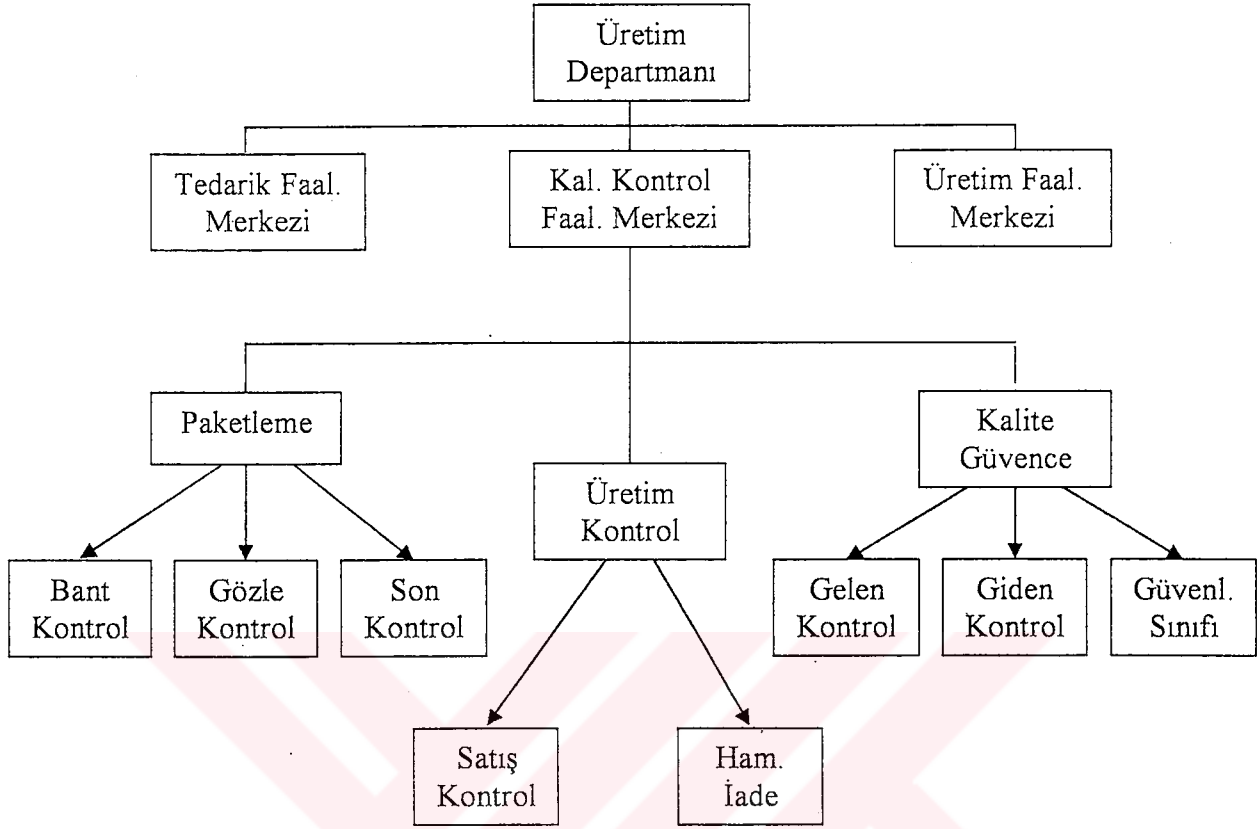 Üretim
Departmanı
Tedarik Faal.
Merkezi
Kal. Kontrol
Faal. Merkezi
Üretim Faal.
Merkezi
Paketleme
Kalite
Güvence
Üretim
Kontrol
Bant
Kontrol
Gözle
Kontrol
Son
Kontrol
Gelen
Kontrol
Giden
Kontrol
Güvenl.
Sınıfı
Satış
Kontrol
Ham.
İade